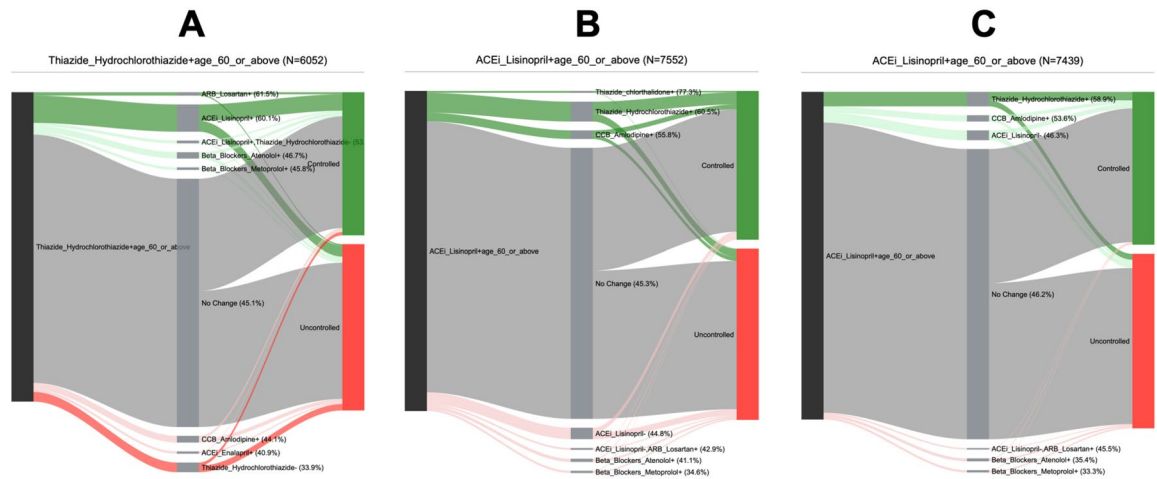 A
Thiazide_Hydrochlorothiazide+age_60_or_above (N=6052)
ARB_Losartan+ (61.5%)
ACEi_Lisinopril+ (60.1%)
ACEi_Lisinopril+,Thiazide_Hydrochlorothiazide- (53.
Beta_Blockers_Atenolol+ (46.7%)
Beta_Blockers_Metoprolol+ (45.8%)
Controlled
Thiazide_Hydrochlorothiazide+age_60_or_above
No Change (45.1%)
Uncontrolled
CCB_Amlodipine+ (44.1%)
ACEi_Enalapril+ (40.9%)
Thiazide_Hydrochlorothiazide- (33.9%)
B
ACEi_Lisinopril+age_60_or_above (N=7552)
Thiazide_chlorthalidone+ (77.3%)
Thiazide_Hydrochlorothiazide+ (60.5%)
CCB_Amlodipine+ (55.8%)
Controlled
ACEi_Lisinopril+age_60_or_above
No Change (45.3%)
Uncontrolled
ACEi_Lisinopril- (44.8%)
ACEi_Lisinopril-,ARB_Losartan+ (42.9%)
Beta_Blockers_Atenolol+ (41.1%)
Beta_Blockers_Metoprolol+ (34.6%)
C
ACEi_Lisinopril+age_60_or_above (N=7439)
Thiazide_Hydrochlorothiazide+ (58.9%)
CCB_Amlodipine+ (53.6%)
ACEi_Lisinopril- (46.3%)
Controlled
ACEi_Lisinopril+age_60_or_above
No Change (46.2%)
Uncontrolled
ACEi_Lisinopril-,ARB_Losartan+ (45.5%)
Beta_Blockers_Atenolol+ (35.4%)
Beta_Blockers_Metoprolol+ (33.3%)